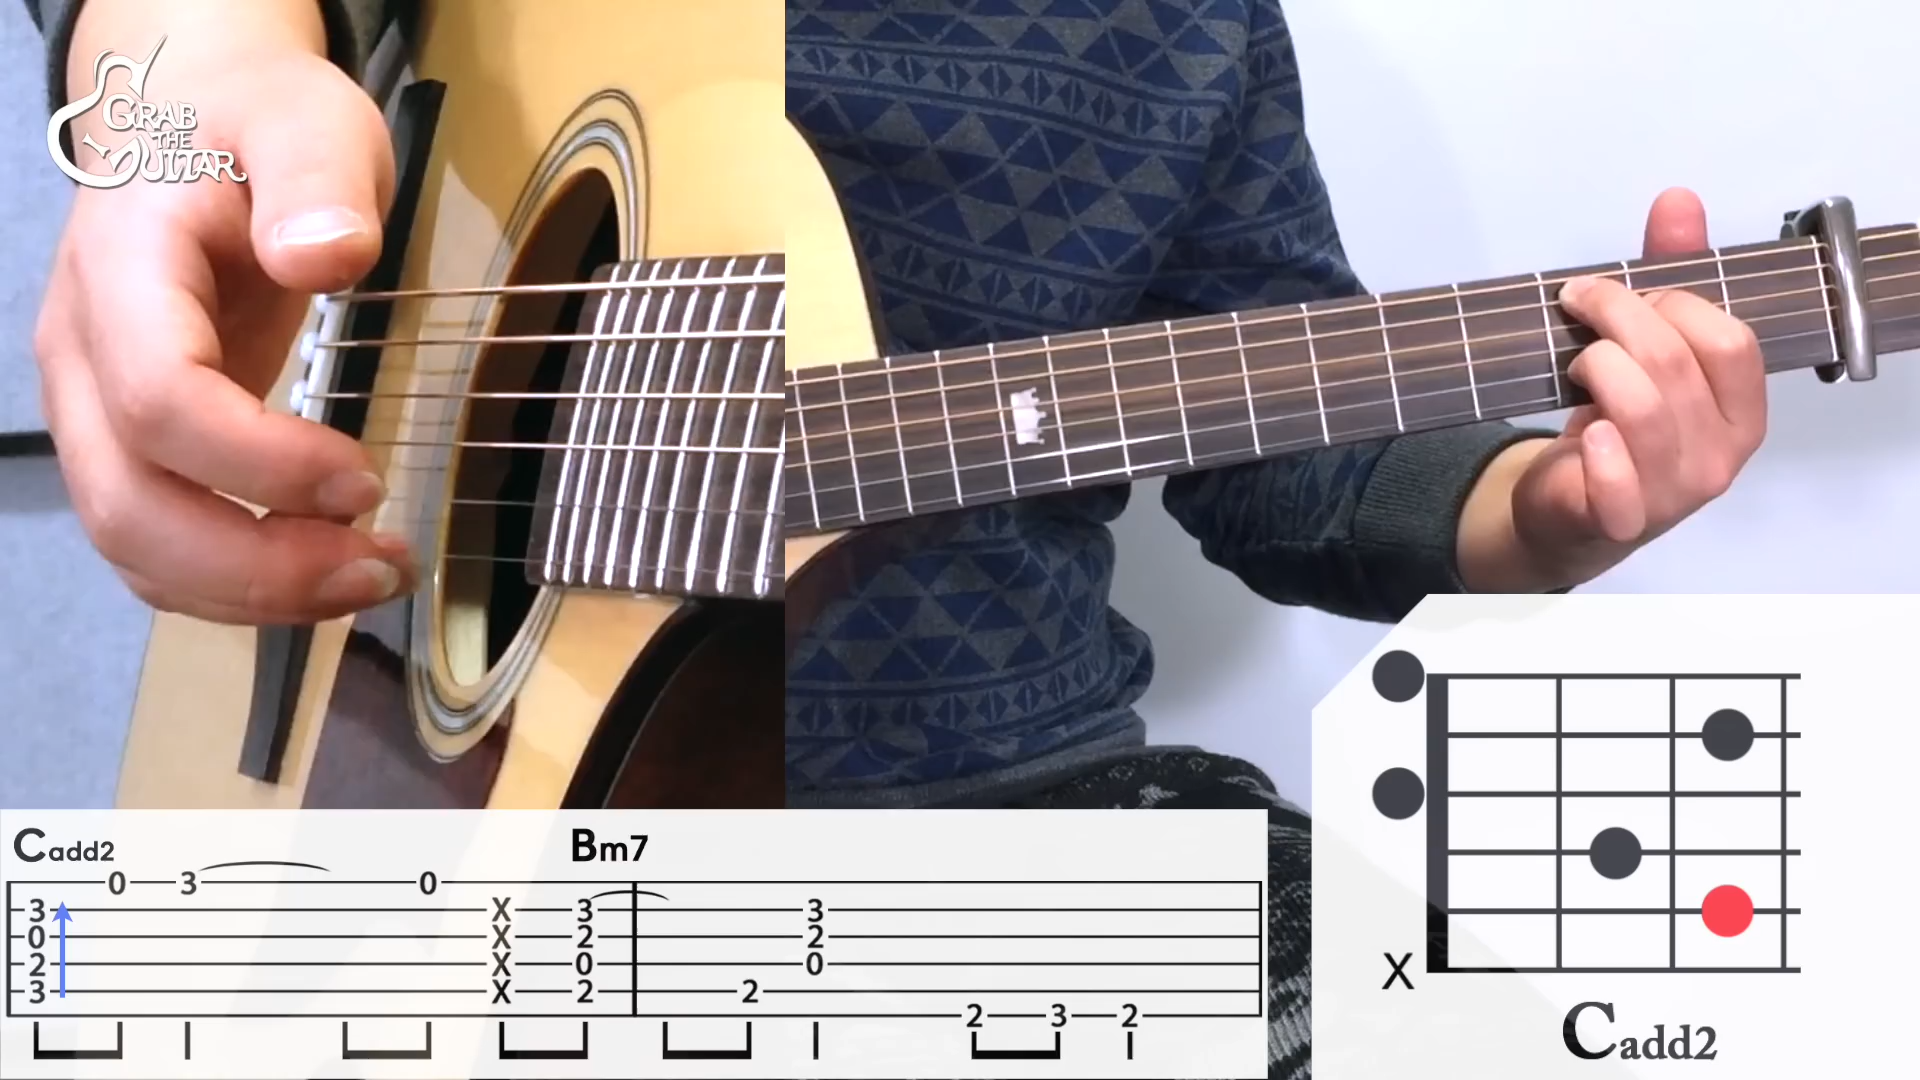 GRAB
THE
GUITAR
Cadd2 Bm7
0 3 0
3 X 3 3
0 X 2 2
2 X 0 0
3 X 2 2
2 3 2
X
Cadd2